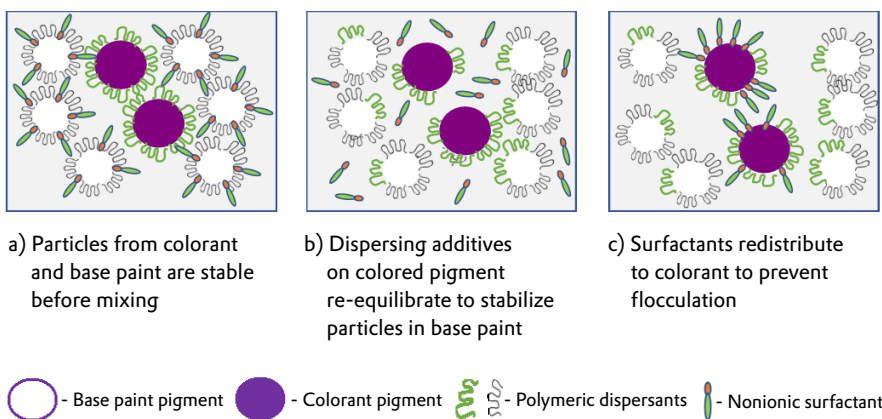 a) Particles from colorant
and base paint are stable
before mixing
b) Dispersing additives
on colored pigment
re-equilibrate to stabilize
particles in base paint
c) Surfactants redistribute
to colorant to prevent
flocculation
- Base paint pigment - Colorant pigment - Polymeric dispersants - Nonionic surfactant